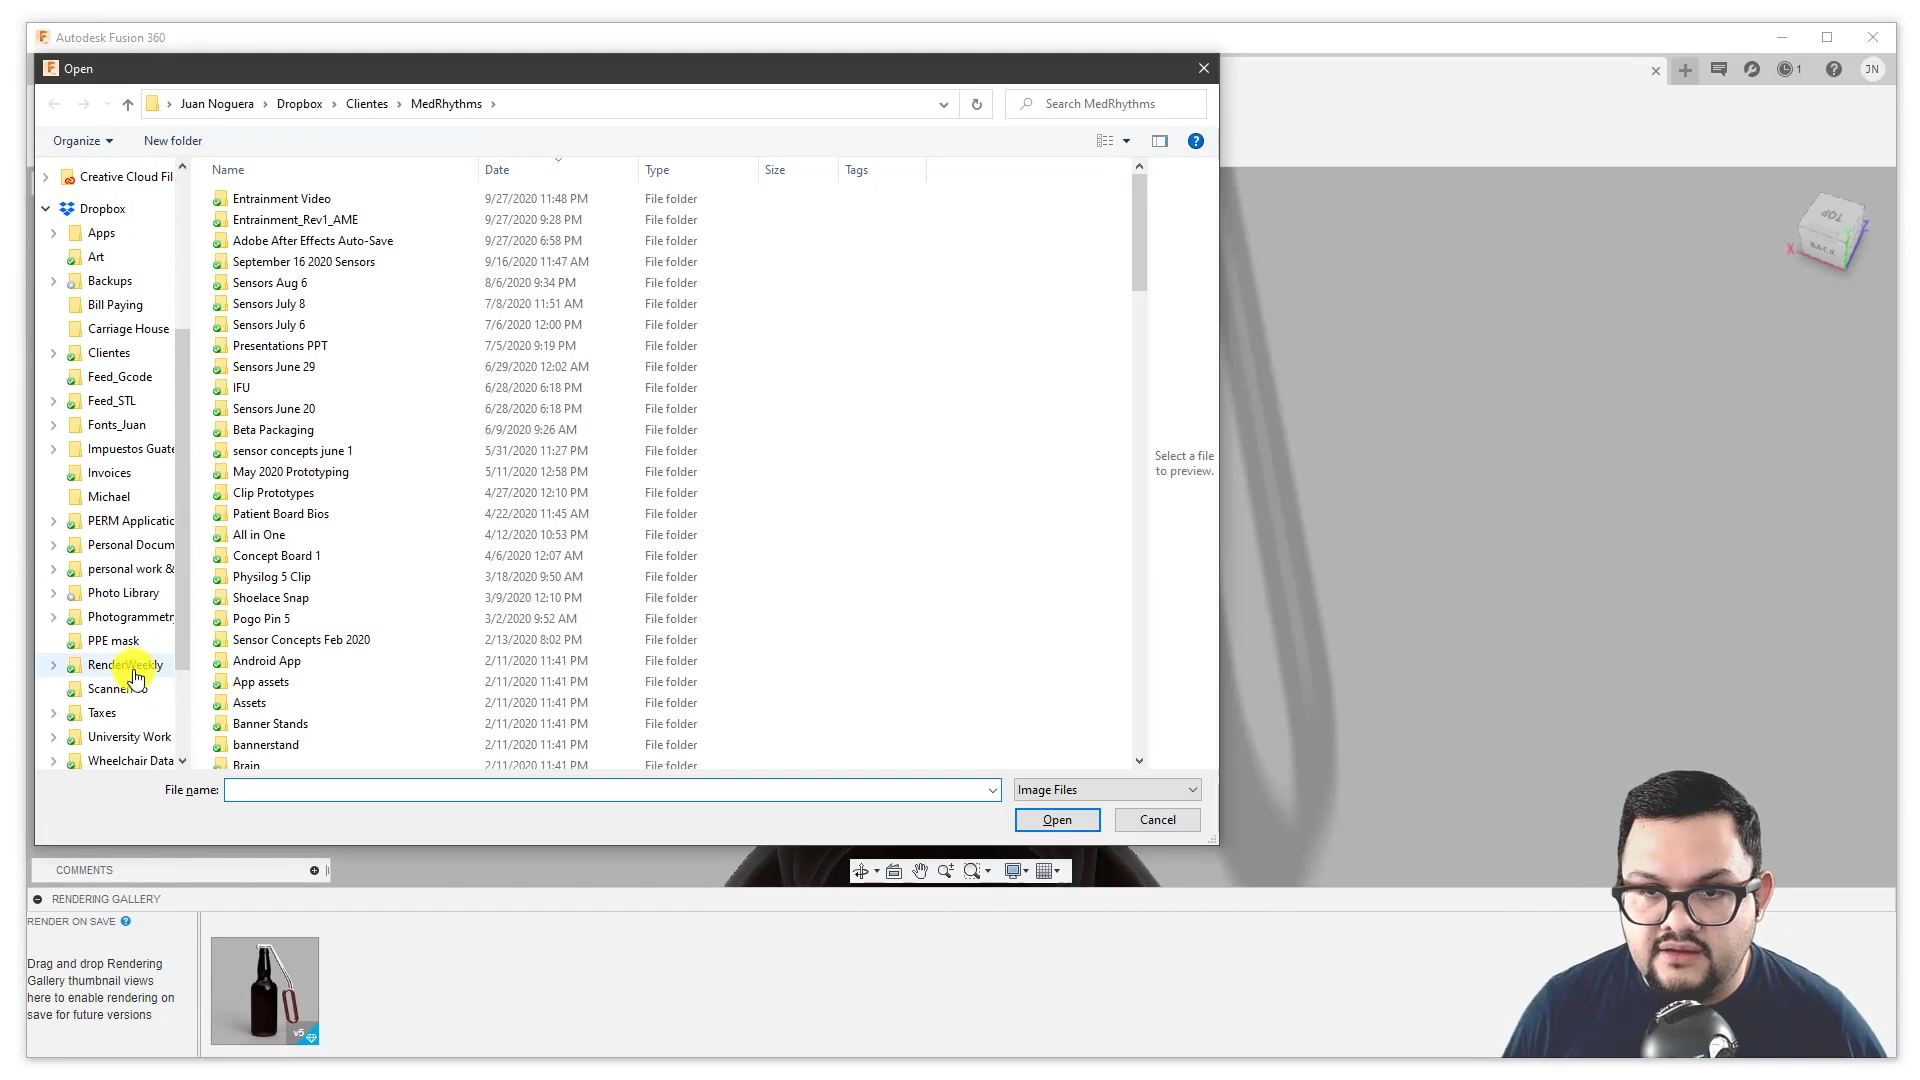 Autodesk Fusion 360
Open
JN
1
Juan Noguera > Dropbox > Clientes > MedRhythms >
Search MedRhythms
Organize
New folder
Name Date Type Size Tags
Creative Cloud Fil
Dropbox
Apps
Art
Backups
Bill Paying
Carriage House
Clientes
Feed_Gcode
Feed_STL
Fonts_Juan
Impuestos Guate
Invoices
Michael
PERM Applicatio
Personal Docum
personal work &
Photo Library
Photogrammetr
PPE mask
RenderWeekly
Taxes
University Work
Wheelchair Data
Entrainment Video 9/27/2020 11:48 PM File folder
Entrainment_Rev1_AME 9/27/2020 9:28 PM File folder
Adobe After Effects Auto-Save 9/27/2020 6:58 PM File folder
September 16 2020 Sensors 9/16/2020 11:47 AM File folder
Sensors Aug 6 8/6/2020 9:34 PM File folder
Sensors July 8 7/8/2020 11:51 AM File folder
Sensors July 6 7/6/2020 12:00 PM File folder
Presentations PPT 7/5/2020 9:19 PM File folder
Sensors June 29 6/29/2020 12:02 AM File folder
IFU 6/28/2020 6:18 PM File folder
Sensors June 20 6/28/2020 6:18 PM File folder
Beta Packaging 6/9/2020 9:26 AM File folder
sensor concepts june 1 5/31/2020 11:27 PM File folder
May 2020 Prototyping 5/11/2020 12:58 PM File folder
Clip Prototypes 4/27/2020 12:10 PM File folder
Patient Board Bios 4/22/2020 11:45 AM File folder
All in One 4/12/2020 10:53 PM File folder
Concept Board 1 4/6/2020 12:07 AM File folder
Physilog 5 Clip 3/18/2020 9:50 AM File folder
Shoelace Snap 3/9/2020 12:10 PM File folder
Pogo Pin 5 3/2/2020 9:52 AM File folder
Sensor Concepts Feb 2020 2/13/2020 8:02 PM File folder
Android App 2/11/2020 11:41 PM File folder
App assets 2/11/2020 11:41 PM File folder
Assets 2/11/2020 11:41 PM File folder
Banner Stands 2/11/2020 11:41 PM File folder
bannerstand 2/11/2020 11:41 PM File folder
Brain 2/11/2020 11:41 PM File folder
Select a file
to preview.
File name:
Image Files
Open
Cancel
TOP
BACK
X
Z
COMMENTS
RENDERING GALLERY
RENDER ON SAVE
Drag and drop Rendering
Gallery thumbnail views
here to enable rendering on
save for future versions
v5